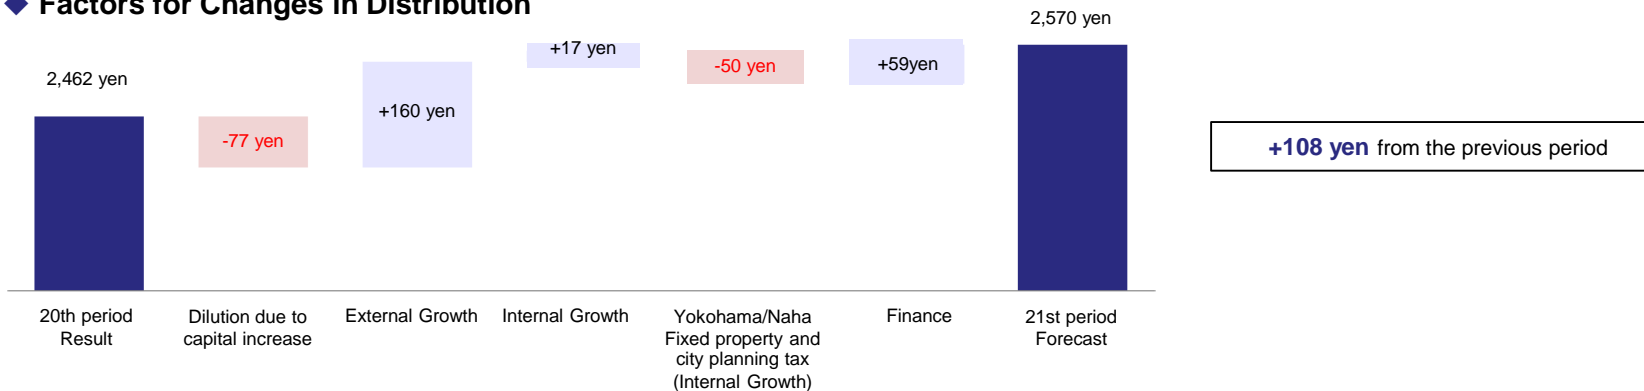 ◆ Factors for Changes in Distribution
2,462 yen
-77 yen
+160 yen
+17 yen
-50 yen
+59yen
2,570 yen
+108 yen from the previous period
20th period
Result
Dilution due to
capital increase
External Growth
Internal Growth
Yokohama/Naha
Fixed property and
city planning tax
(Internal Growth)
Finance
21st period
Forecast